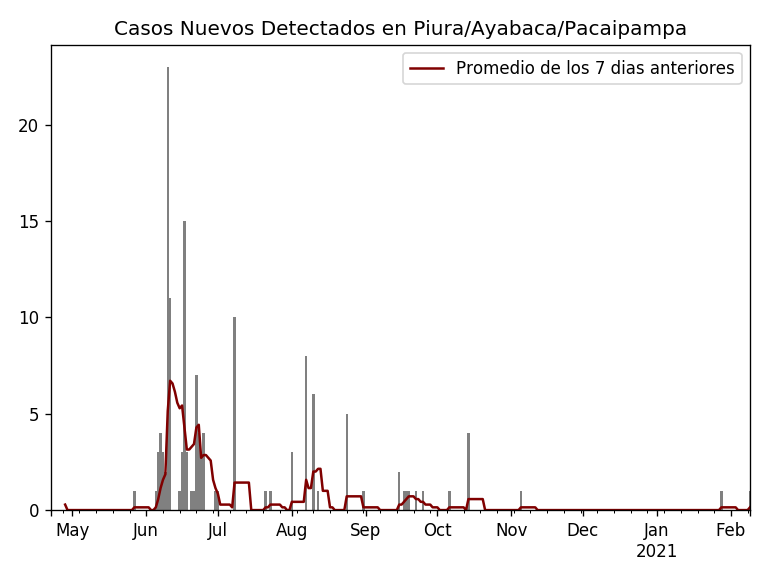 Casos Nuevos Detectados en Piura/Ayabaca/Pacaipampa
Promedio de los 7 dias anteriores
20
15
10
5
0
May Jun Jul Aug Sep Oct Nov Dec Jan Feb
2021